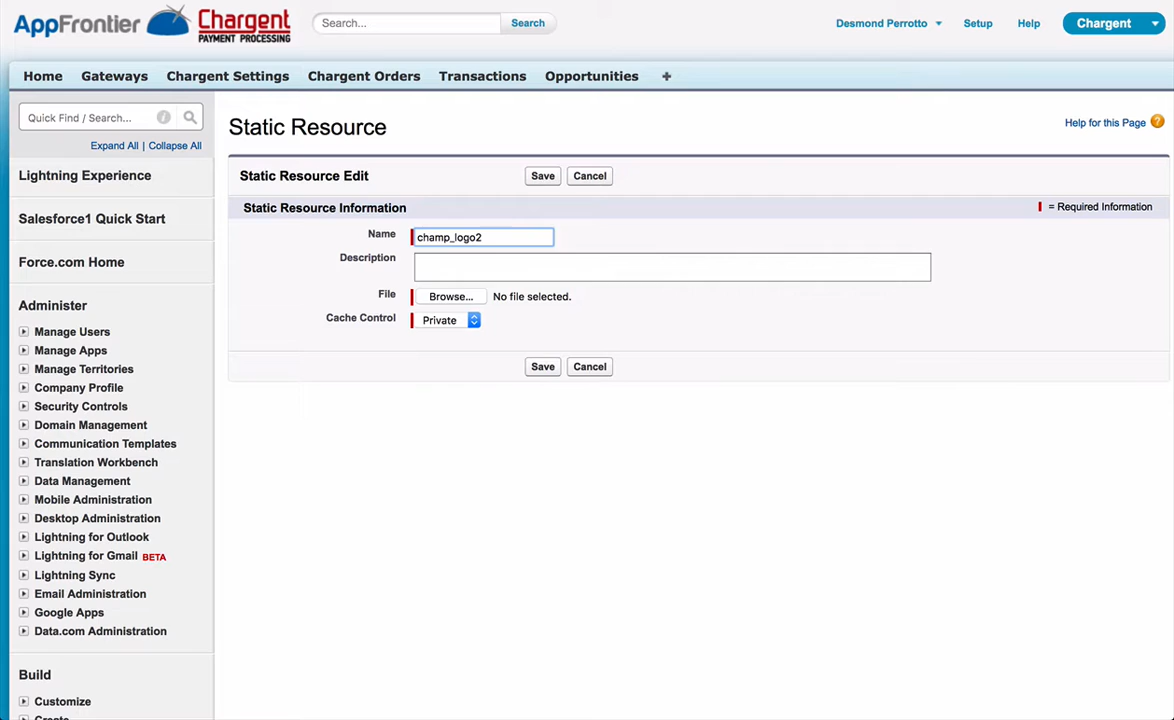 AppFrontier Chargent
PAYMENT PROCESSING
Search...
Search
Desmond Perrotto
Setup
Help
Chargent
Home
Gateways
Chargent Settings
Chargent Orders
Transactions
Opportunities
+
Quick Find / Search...
Expand All | Collapse All
Lightning Experience
Salesforce1 Quick Start
Force.com Home
Administer
Manage Users
Manage Apps
Manage Territories
Company Profile
Security Controls
Domain Management
Communication Templates
Translation Workbench
Data Management
Mobile Administration
Desktop Administration
Lightning for Outlook
Lightning for Gmail BETA
Lightning Sync
Email Administration
Google Apps
Data.com Administration
Build
Customize
Create
Static Resource
Help for this Page ?
Static Resource Edit
Save
Cancel
Static Resource Information
= Required Information
Name
champ_logo2
Description
File
Browse... No file selected.
Cache Control
Private
Save
Cancel